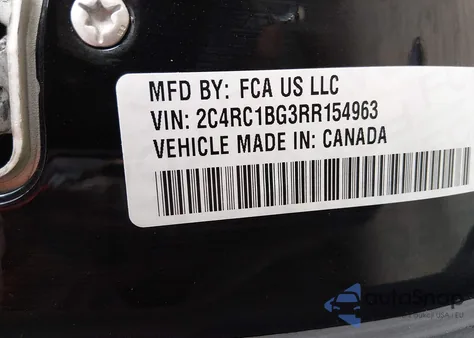 MFD BY: FCA US LLC
VIN: 2C4RC1BG3RR154963
VEHICLE MADE IN: CANADA
autoSnap